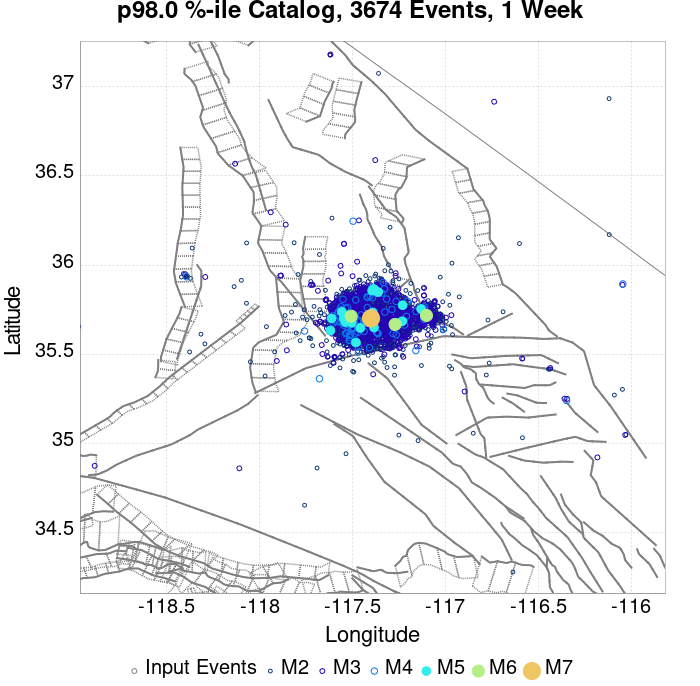 p98.0 %-ile Catalog, 3674 Events, 1 Week
37
36.5
36
35.5
35
34.5
Latitude
-118.5 -118 -117.5 -117 -116.5 -116
Longitude
Input Events M2 M3 M4 M5 M6 M7